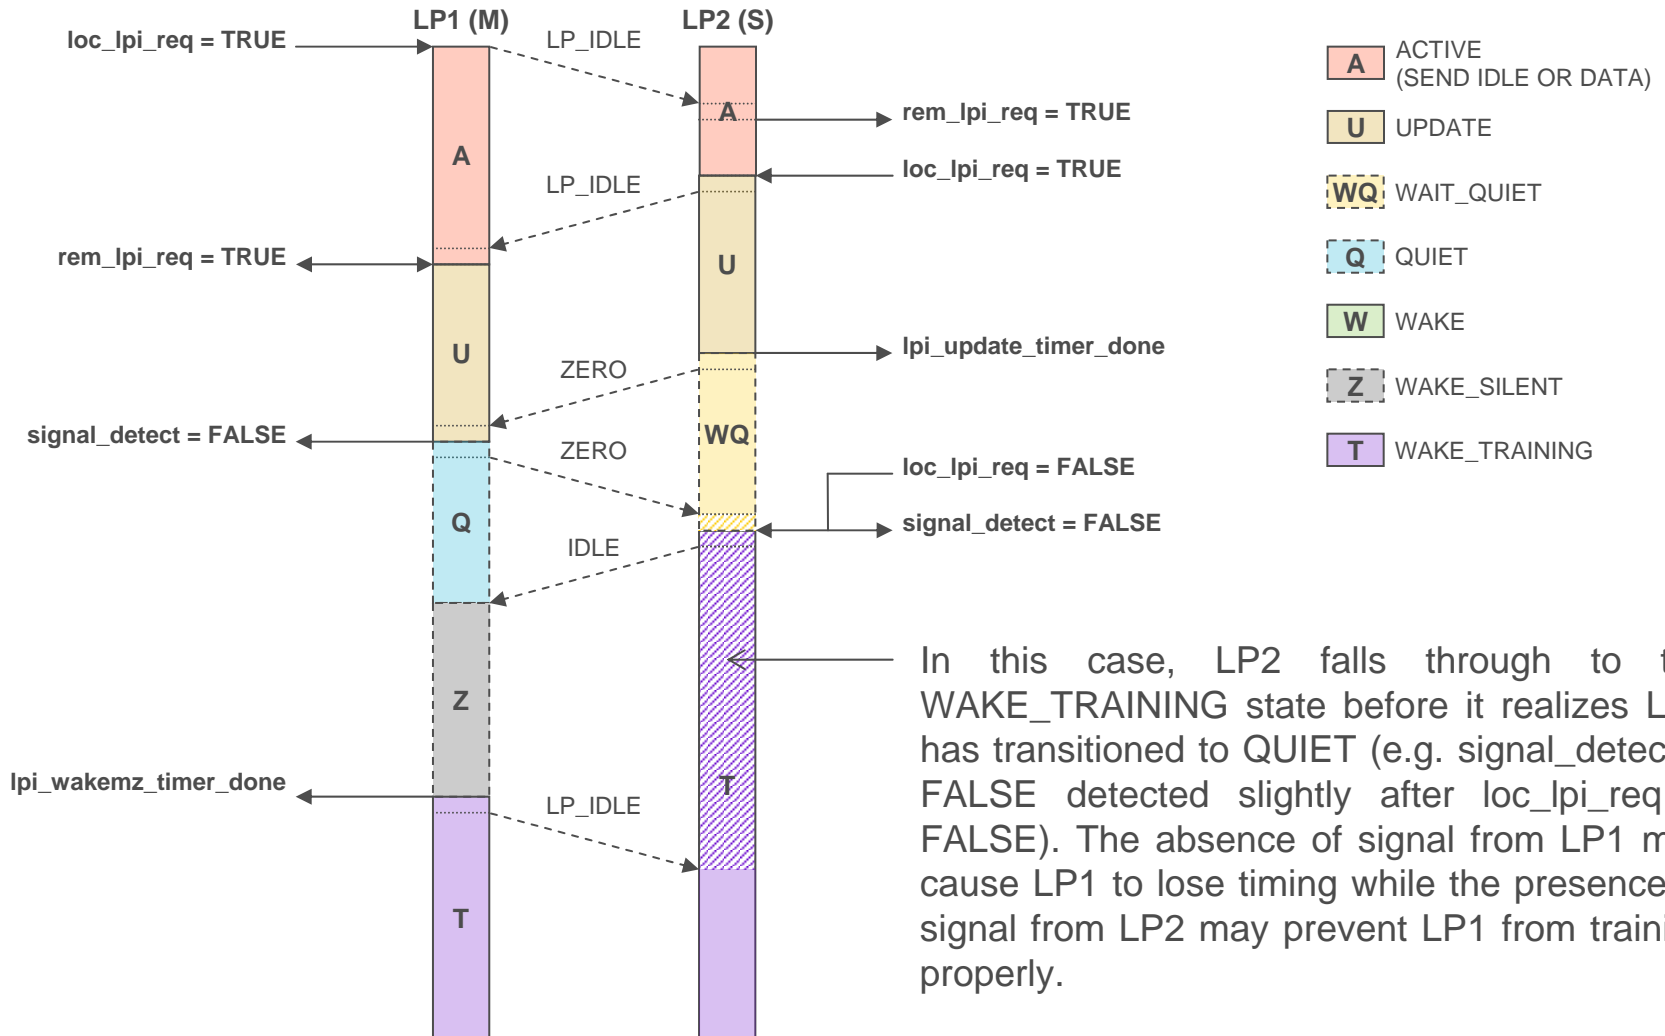 LP1 (M)
LP2 (S)
loc_lpi_req = TRUE
LP_IDLE
A
ACTIVE
(SEND IDLE OR DATA)
A
rem_lpi_req = TRUE
U
UPDATE
A
LP_IDLE
loc_lpi_req = TRUE
WQ
WAIT_QUIET
rem_lpi_req = TRUE
U
Q
QUIET
W
WAKE
U
lpi_update_timer_done
ZERO
Z
WAKE_SILENT
signal_detect = FALSE
WQ
ZERO
T
WAKE_TRAINING
loc_lpi_req = FALSE
Q
signal_detect = FALSE
IDLE
In this case, LP2 falls through to
WAKE_TRAINING state before it realizes
has transitioned to QUIET (e.g. signal_detec
FALSE detected slightly after loc_lpi_req
FALSE). The absence of signal from LP1
cause LP1 to lose timing while the presence
signal from LP2 may prevent LP1 from traini
properly.
Z
lpi_wakemz_timer_done
T
LP_IDLE
T